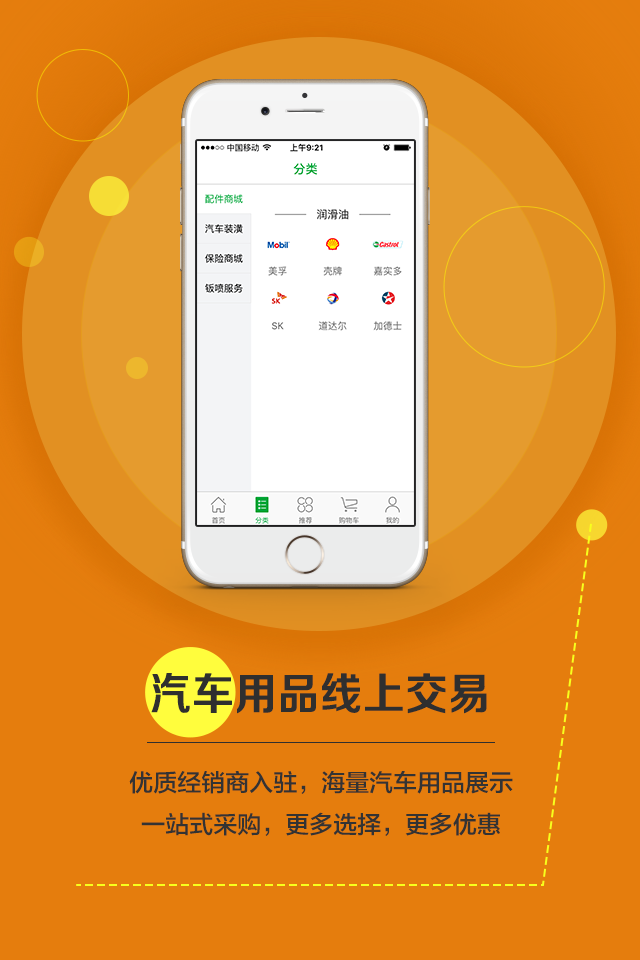 中国移动
上午9:21
分类
配件商城
汽车装潢
保险商城
钣喷服务
润滑油
Mobil
Castrol
美孚
壳牌
嘉实多
SK
SK
道达尔
加德士
首页
分类
推荐
购物车
我的
汽车用品线上交易
优质经销商入驻，海量汽车用品展示
一站式采购，更多选择，更多优惠